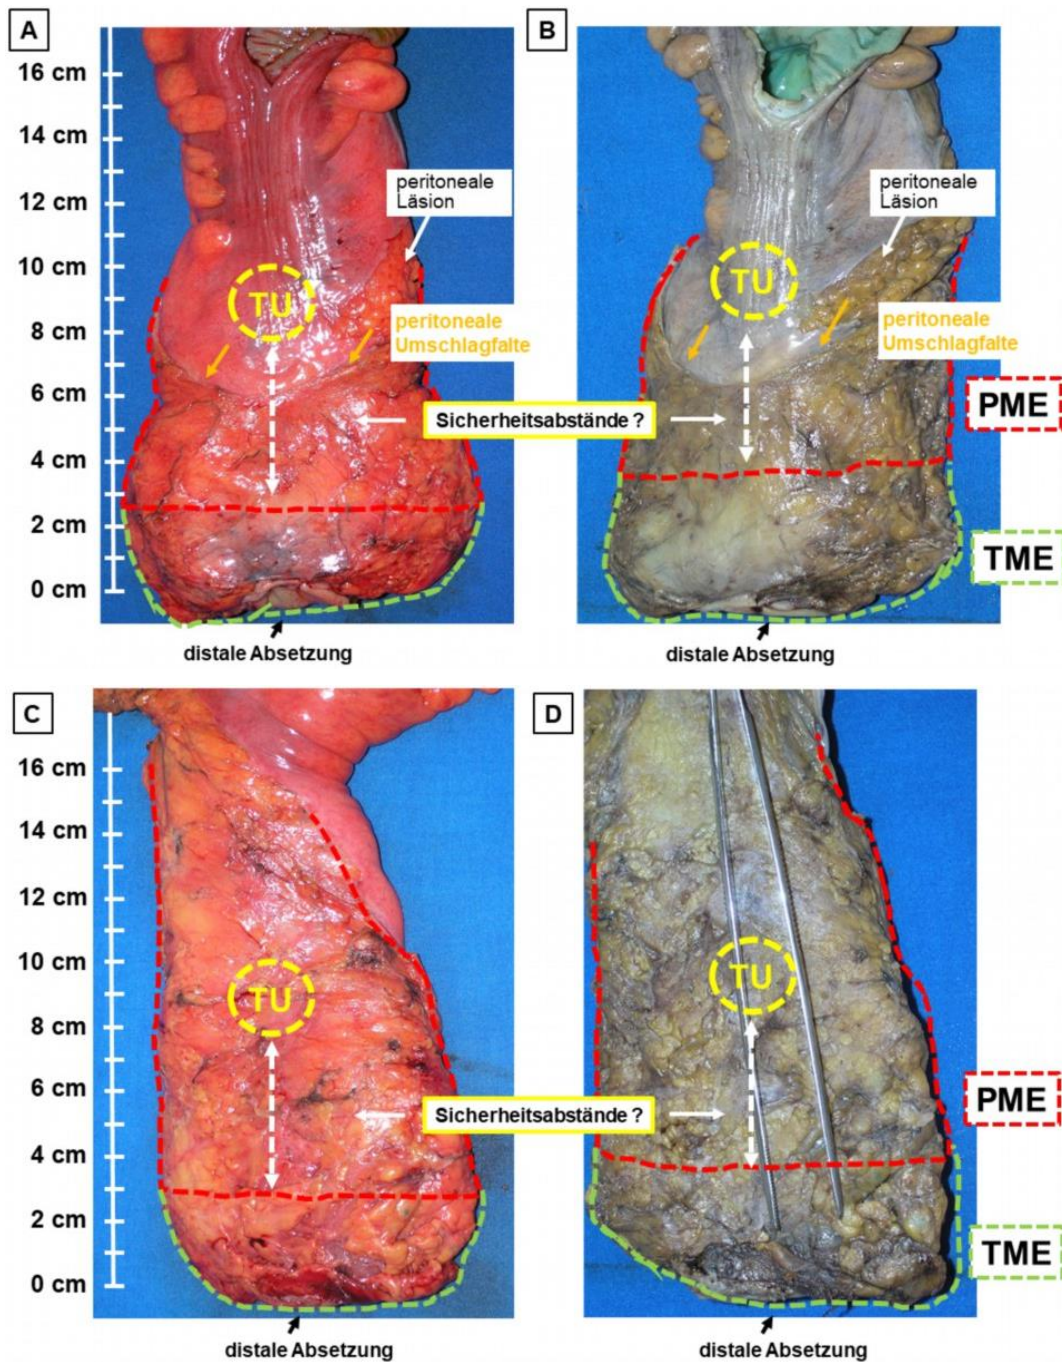 A
B
16 cm
14 cm
12 cm
10 cm
8 cm
6 cm
4 cm
2 cm
0 cm
peritoneale
Läsion
peritoneale
Läsion
TU
TU
peritoneale
Umschlagfalte
peritoneale
Umschlagfalte
PME
Sicherheitsabstände ?
TME
distale Absetzung
distale Absetzung
C
D
16 cm
14 cm
12 cm
10 cm
8 cm
6 cm
4 cm
2 cm
0 cm
TU
TU
Sicherheitsabstände ?
PME
TME
distale Absetzung
distale Absetzung